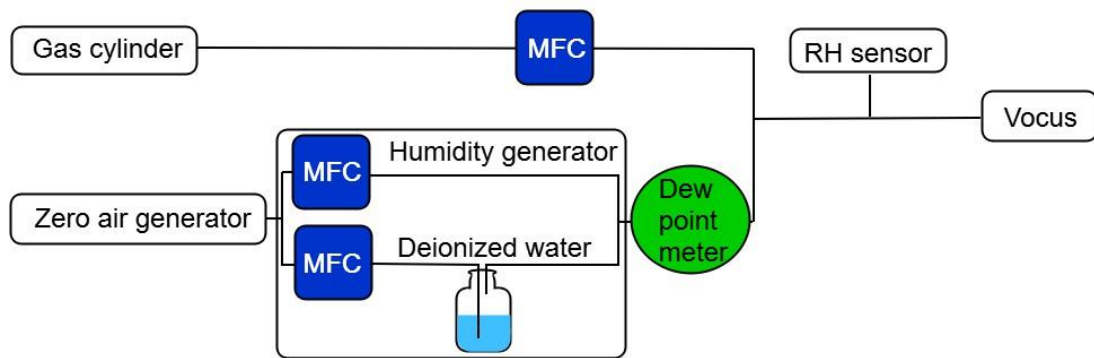 Gas cylinder
MFC
RH sensor
Vocus
MFC
Humidity generator
Zero air generator
Dew
point
meter
MFC
Deionized water